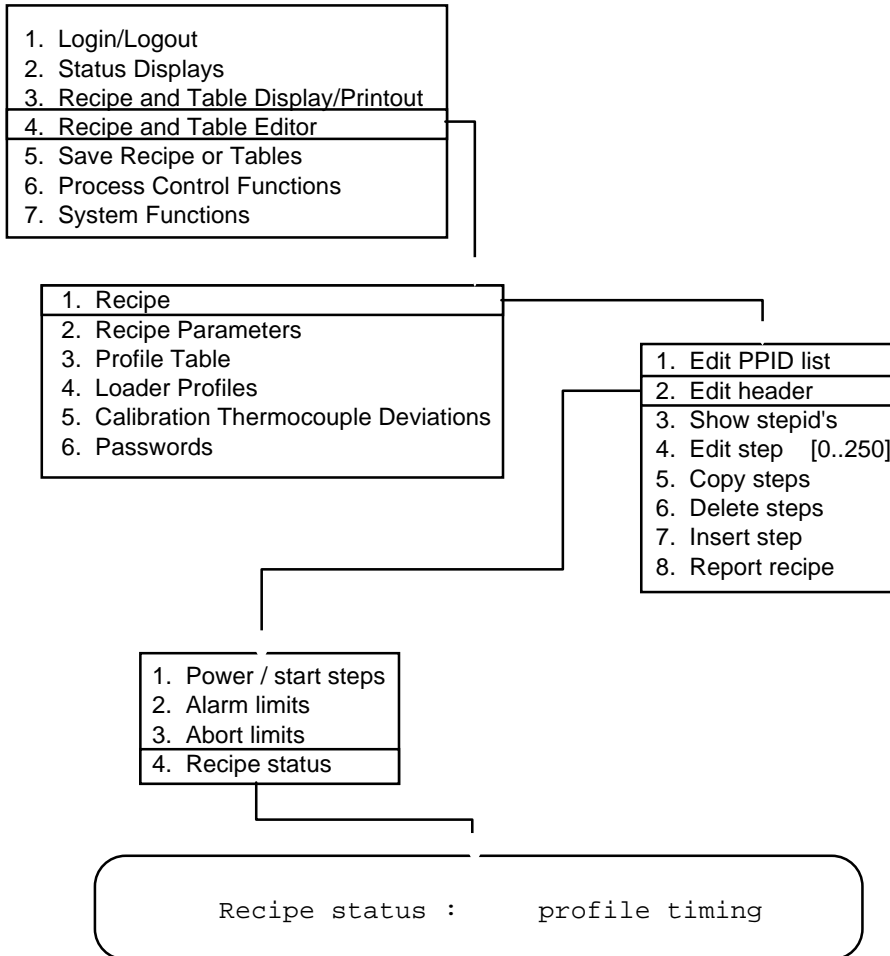 1. Login/Logout
2. Status Displays
3. Recipe and Table Display/Printout
4. Recipe and Table Editor
5. Save Recipe or Tables
6. Process Control Functions
7. System Functions
1. Recipe
2. Recipe Parameters
3. Profile Table
4. Loader Profiles
5. Calibration Thermocouple Deviations
6. Passwords
1. Edit PPID list
2. Edit header
3. Show stepid's
4. Edit step [0..250]
5. Copy steps
6. Delete steps
7. Insert step
8. Report recipe
1. Power / start steps
2. Alarm limits
3. Abort limits
4. Recipe status
Recipe status : profile timing